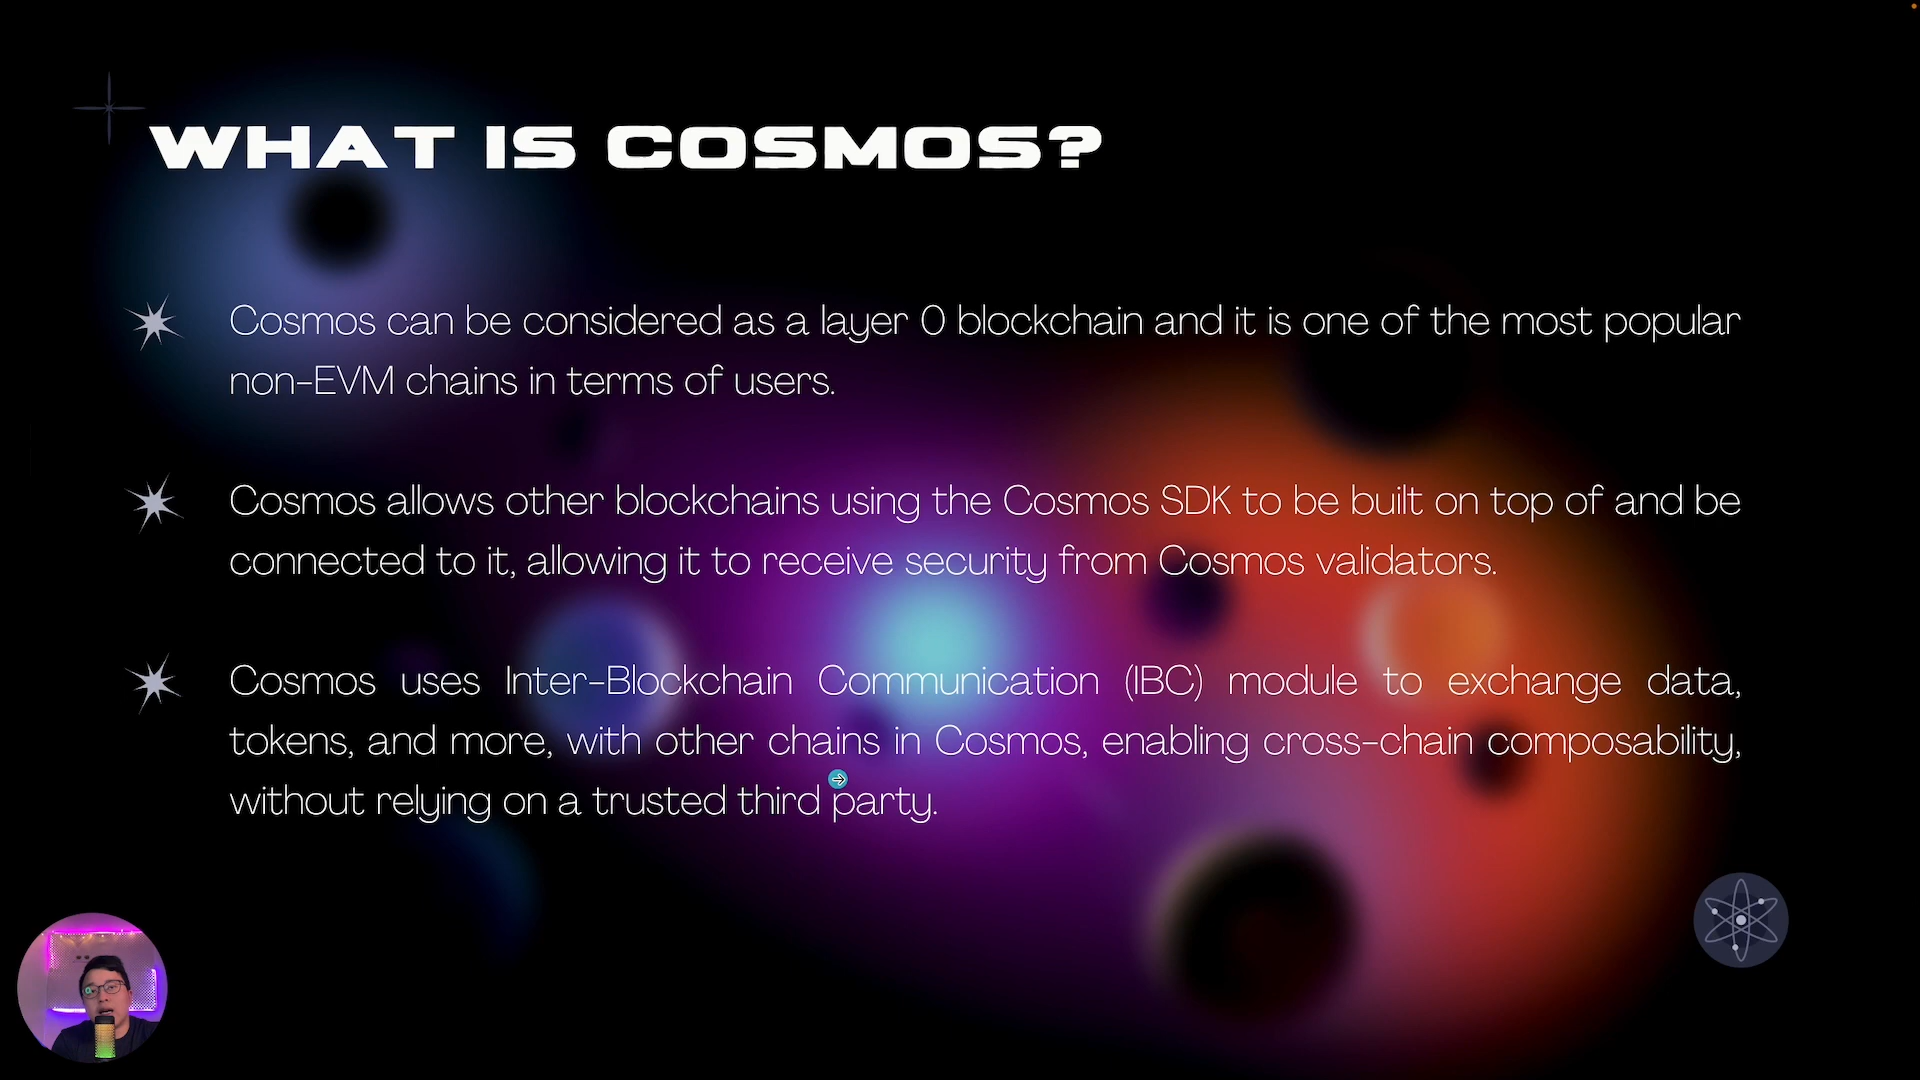 WHAT IS COSMOS?
Cosmos can be considered as a layer 0 blockchain and it is one of the most popular
non-EVM chains in terms of users.
Cosmos allows other blockchains using the Cosmos SDK to be built on top of and be
connected to it, allowing it to receive security from Cosmos validators.
Cosmos uses Inter-Blockchain Communication (IBC) module to exchange data,
tokens, and more, with other chains in Cosmos, enabling cross-chain composability,
without relying on a trusted third party.